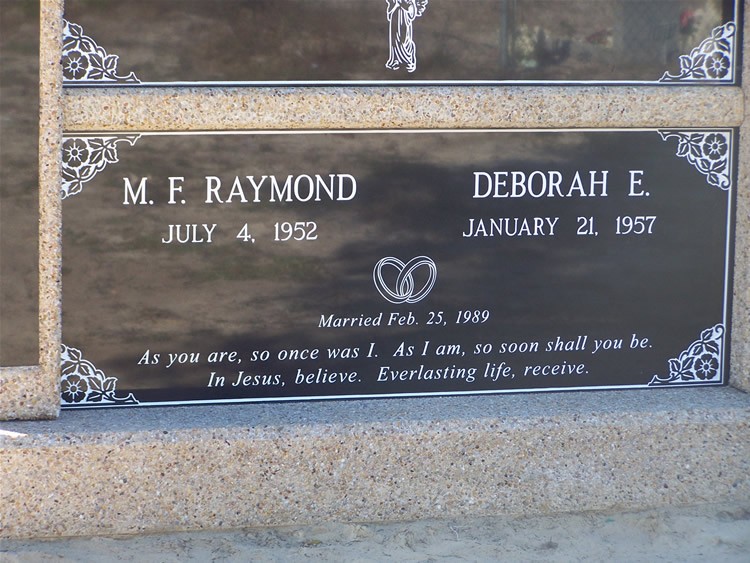 M. F. RAYMOND DEBORAH E.
JULY 4, 1952 JANUARY 21, 1957
Married Feb. 25, 1989
As you are, so once was I. As I am, so soon shall you be.
In Jesus, believe. Everlasting life, receive.